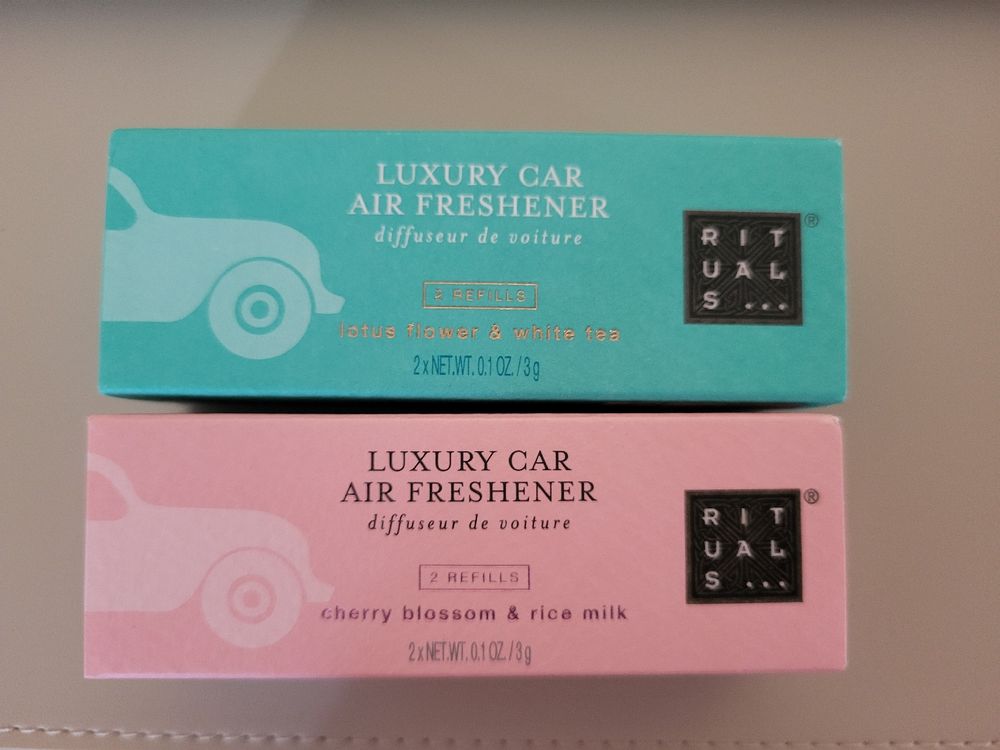 LUXURY CAR
AIR FRESHENER
diffuseur de voiture
2 REFILLS
lotus flower & white tea
2 x NET.WT. 0.1 OZ. / 3 g
RIT
UAL
S...
®
LUXURY CAR
AIR FRESHENER
diffuseur de voiture
2 REFILLS
cherry blossom & rice milk
2 x NET.WT. 0.1 OZ. / 3 g
RIT
UAL
S...
®